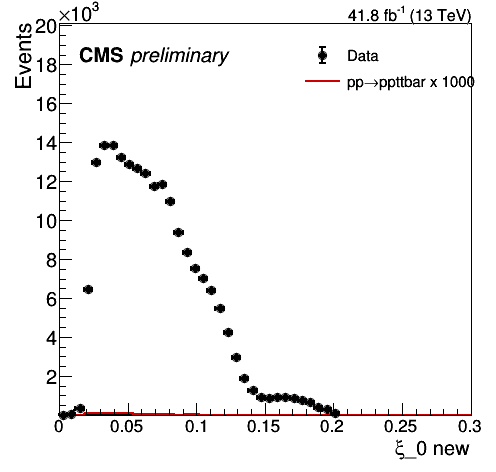 ×10³
41.8 fb⁻¹ (13 TeV)
Events
CMS preliminary
Data
pp→ppttbar x 1000
20
18
16
14
12
10
8
6
4
2
0 0.05 0.1 0.15 0.2 0.25 0.3
ξ_0 new